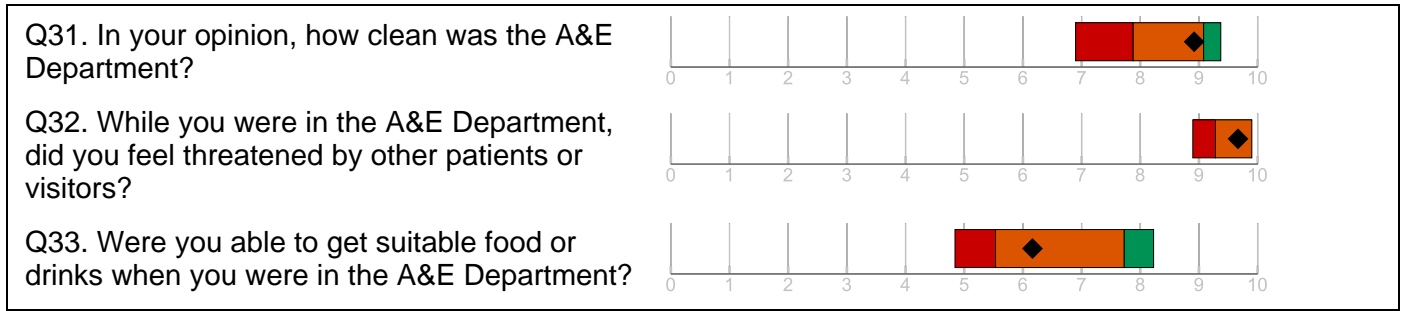 Q31. In your opinion, how clean was the A&E
Department?
0 1 2 3 4 5 6 7 8 9 10
Q32. While you were in the A&E Department,
did you feel threatened by other patients or
visitors?
0 1 2 3 4 5 6 7 8 9 10
Q33. Were you able to get suitable food or
drinks when you were in the A&E Department?
0 1 2 3 4 5 6 7 8 9 10